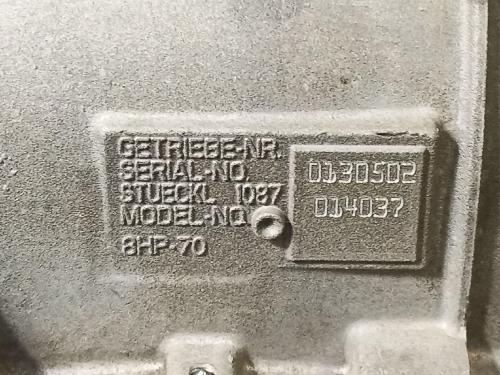 GETRIEBE-NR.
SERIAL-NO.
STUECKL 1087
MODEL-NO.
8HP-70
0130502
014037